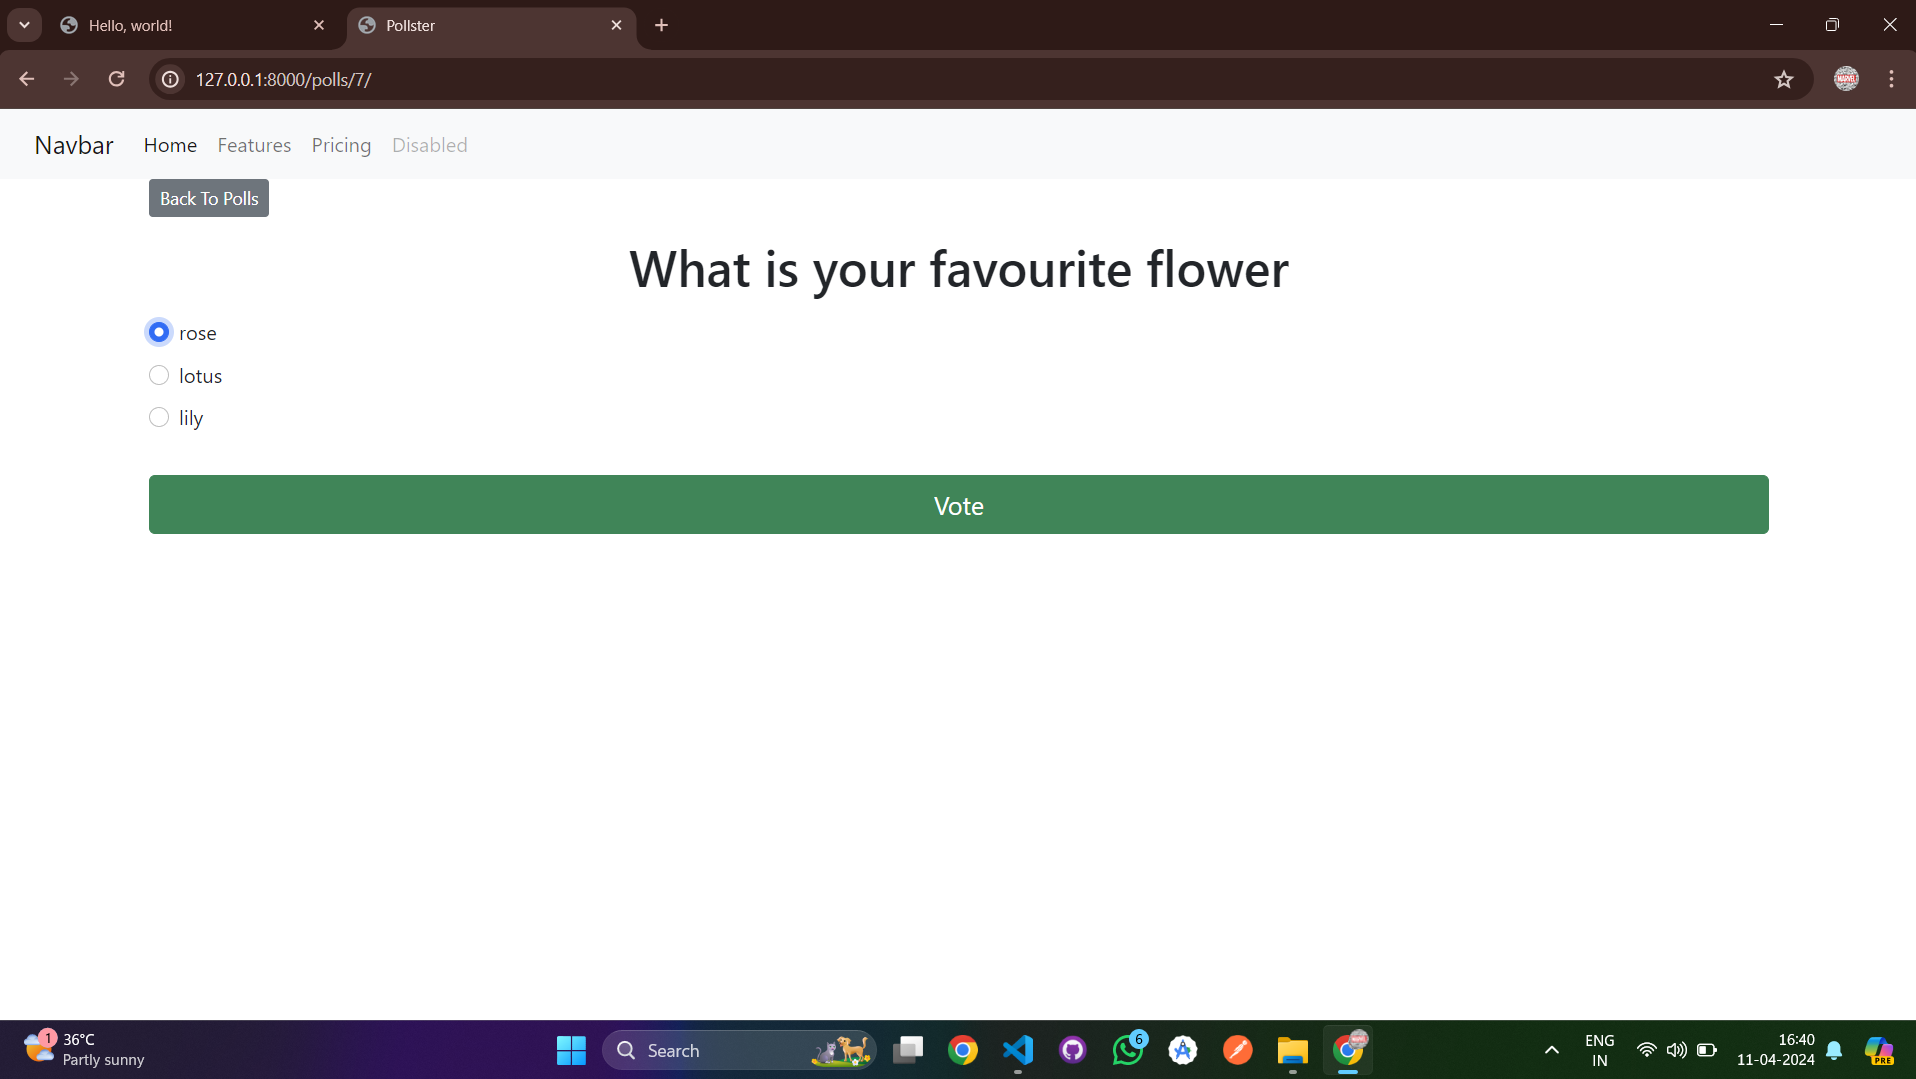 Hello, world!
Pollster
127.0.0.1:8000/polls/7/
MARVEL
Navbar Home Features Pricing Disabled
Back To Polls
What is your favourite flower
rose
lotus
lily
Vote
1
36°C
Partly sunny
Search
6
ENG
IN
16:40
11-04-2024
PRE